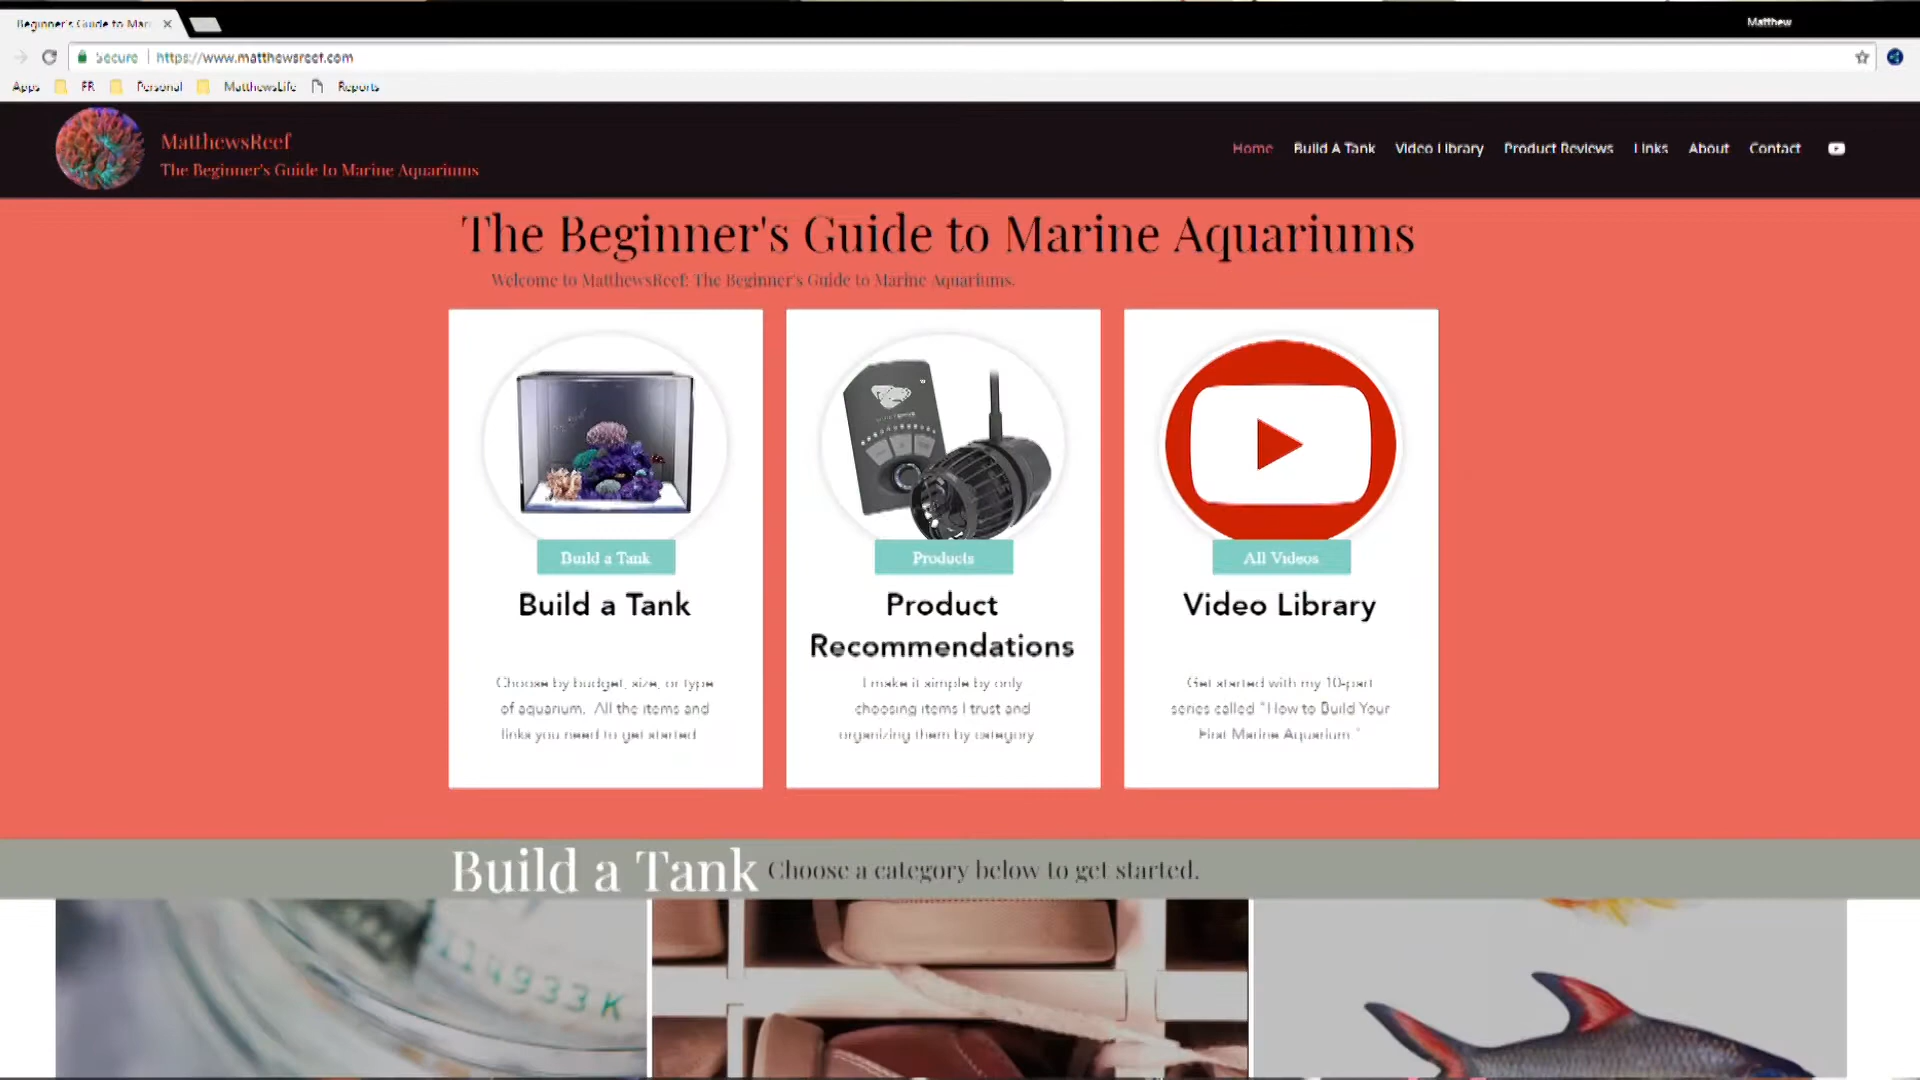 Beginner's Guide to Mar
Matthew
Secure https://www.matthewsreef.com
Apps FR Personal MatthewsLife Reports
MatthewsReef
The Beginner's Guide to Marine Aquariums
Home Build A Tank Video Library Product Reviews Links About Contact
The Beginner's Guide to Marine Aquariums
Welcome to MatthewsReef: The Beginner's Guide to Marine Aquariums.
Build a Tank
Build a Tank
Choose by budget, size, or type
of aquarium. All the items and
links you need to get started
Products
Product
Recommendations
I make it simple by only
choosing items I trust and
organizing them by category
All Videos
Video Library
Get started with my 10-part
series called "How to Build Your
First Marine Aquarium."
Build a Tank Choose a category below to get started.
114933K